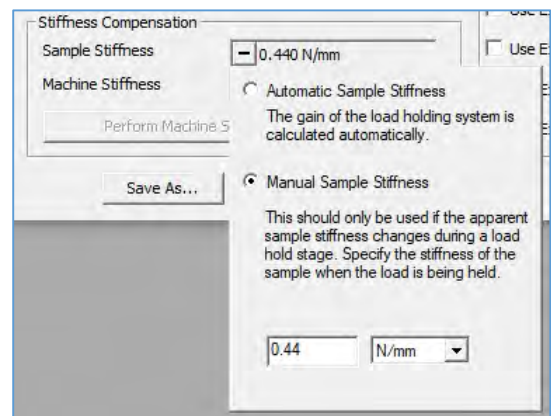 Stiffness Compensation
Sample Stiffness
0.440 N/mm
Use E
Machine Stiffness
Automatic Sample Stiffness
The gain of the load holding system is
calculated automatically.
Perform Machine S
Save As...
Manual Sample Stiffness
This should only be used if the apparent
sample stiffness changes during a load
hold stage. Specify the stiffness of the
sample when the load is being held.
0.44
N/mm